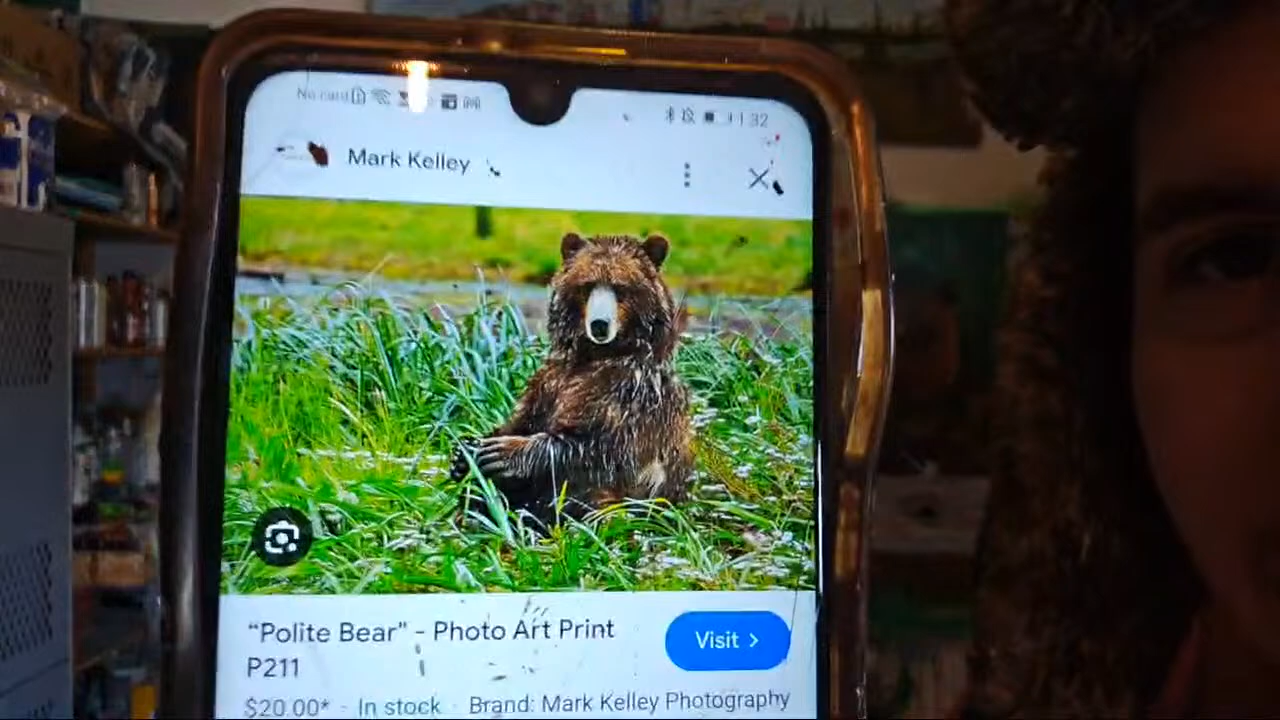 No card 11:32
Mark Kelley
"Polite Bear" - Photo Art Print
P211
Visit >
$20.00* · In stock · Brand: Mark Kelley Photography